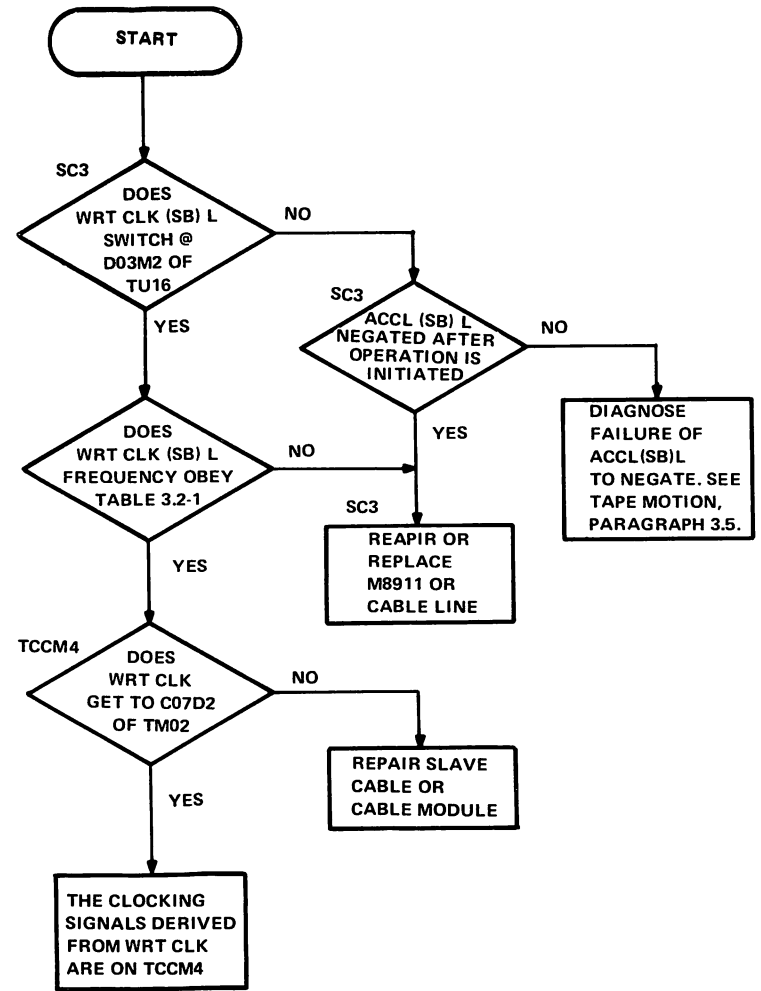 START
SC3
DOES
WRT CLK (SB) L
SWITCH @
D03M2 OF
TU16
NO
YES
SC3
ACCL (SB) L
NEGATED AFTER
OPERATION IS
INITIATED
NO
YES
DIAGNOSE
FAILURE OF
ACCL(SB)L
TO NEGATE. SEE
TAPE MOTION,
PARAGRAPH 3.5.
DOES
WRT CLK (SB) L
FREQUENCY OBEY
TABLE 3.2-1
NO
YES
SC3
REAPIR OR
REPLACE
M8911 OR
CABLE LINE
TCCM4
DOES
WRT CLK
GET TO C07D2
OF TM02
NO
YES
REPAIR SLAVE
CABLE OR
CABLE MODULE
THE CLOCKING
SIGNALS DERIVED
FROM WRT CLK
ARE ON TCCM4